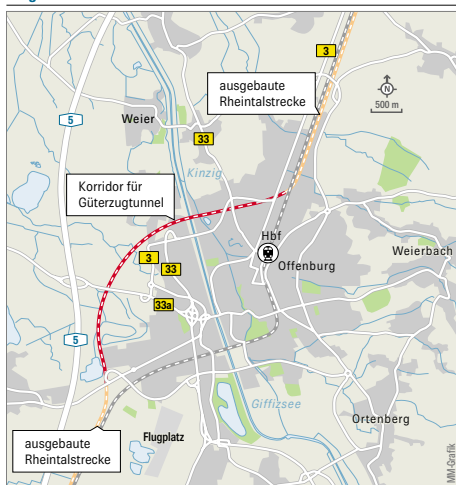 3
ausgebaute
Rheintalstrecke
N
500 m
5
Weier
33
Kinzig
Korridor für
Güterzugtunnel
Hbf
Offenburg
Weierbach
3
33
33a
5
Giffizsee
Ortenberg
ausgebaute
Rheintalstrecke
Flugplatz
MM-Grafik